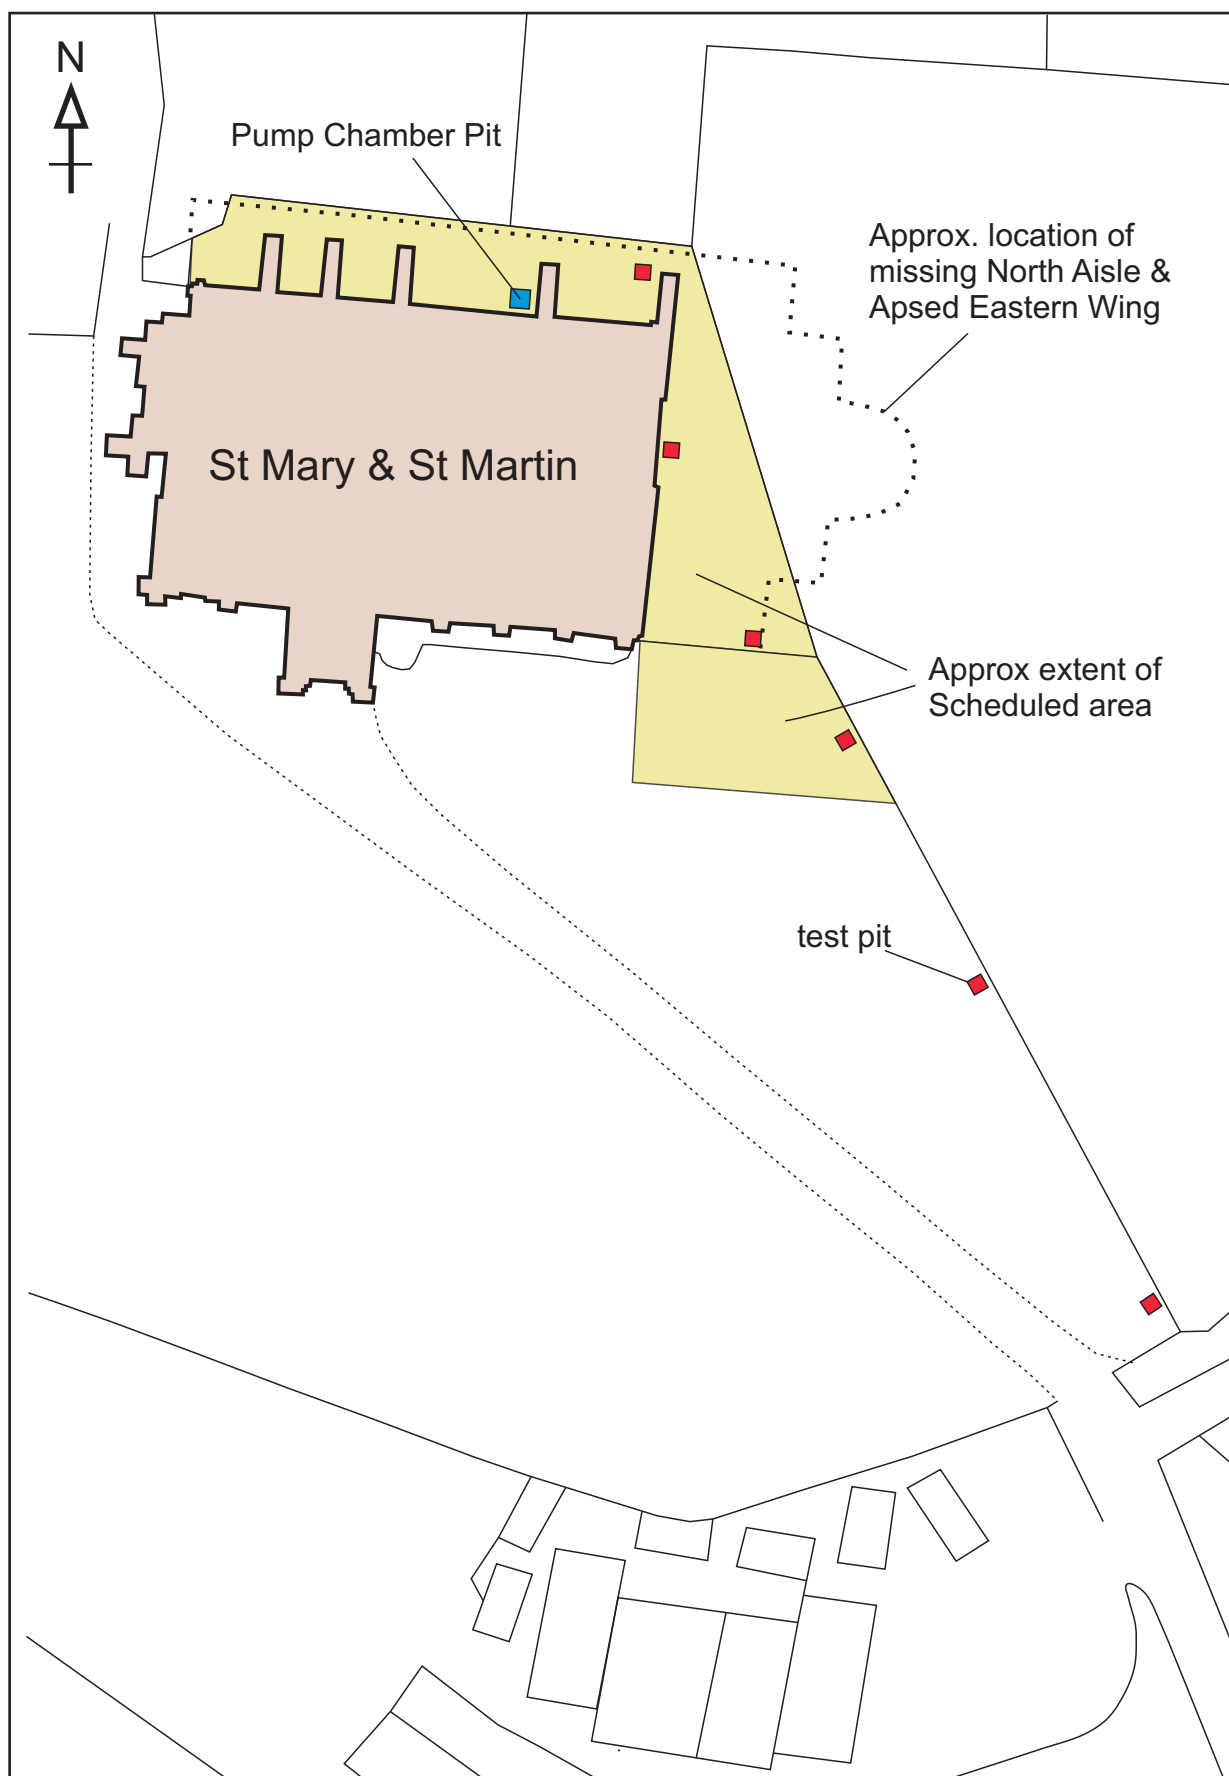 N
Pump Chamber Pit
Approx. location of
missing North Aisle &
Apsed Eastern Wing
St Mary & St Martin
Approx extent of
Scheduled area
test pit